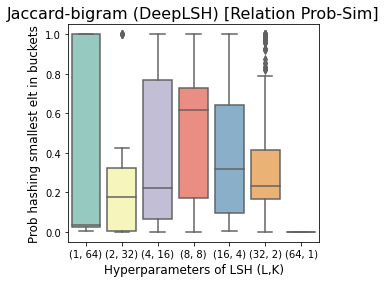 Jaccard-bigram (DeepLSH) [Relation Prob-Sim]
Prob hashing smallest elt in buckets
1.0
0.8
0.6
0.4
0.2
0.0
(1, 64) (2, 32) (4, 16) (8, 8) (16, 4) (32, 2) (64, 1)
Hyperparameters of LSH (L,K)